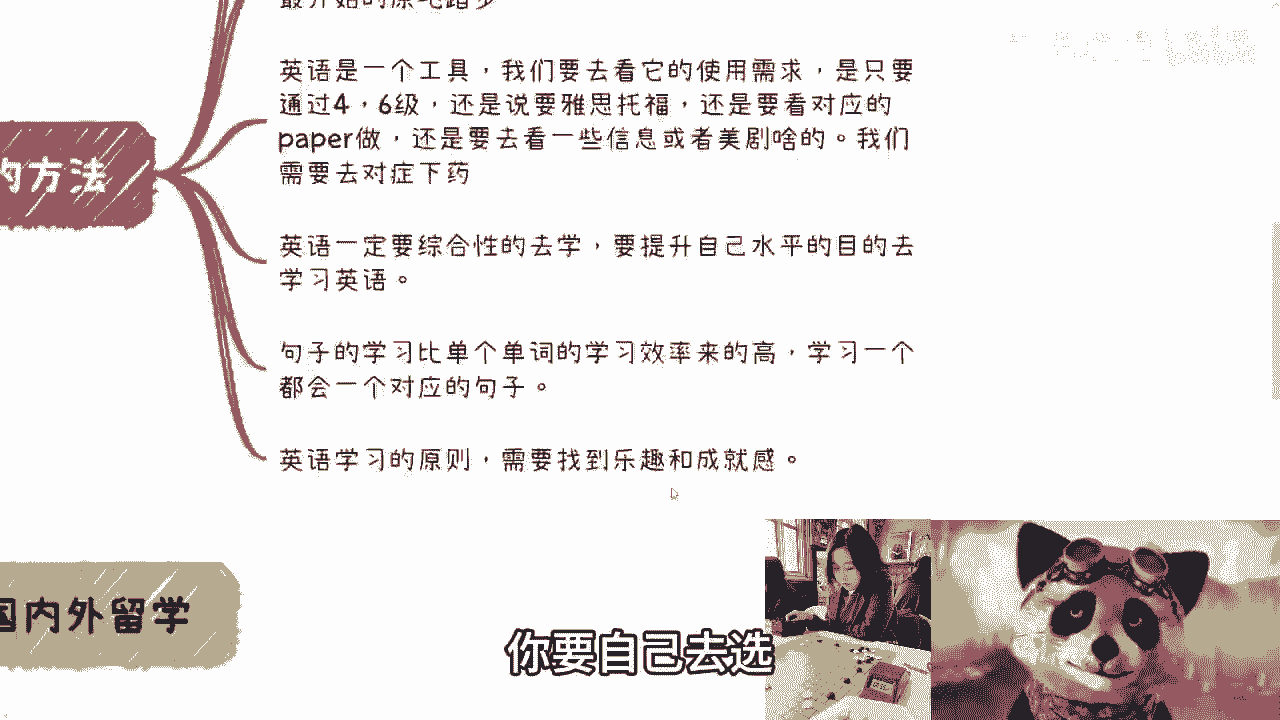 最开始的原地踏步
英语是一个工具，我们要去看它的使用需求，是只要
通过4，6级，还是说要雅思托福，还是要看对应的
paper做，还是要去看一些信息或者美剧啥的。我们
需要去对症下药
的方法
英语一定要综合性的去学，要提升自己水平的目的去
学习英语。
句子的学习比单个单词的学习效率来的高，学习一个
都会一个对应的句子。
英语学习的原则，需要找到乐趣和成就感。
国内外留学
你要自己去选